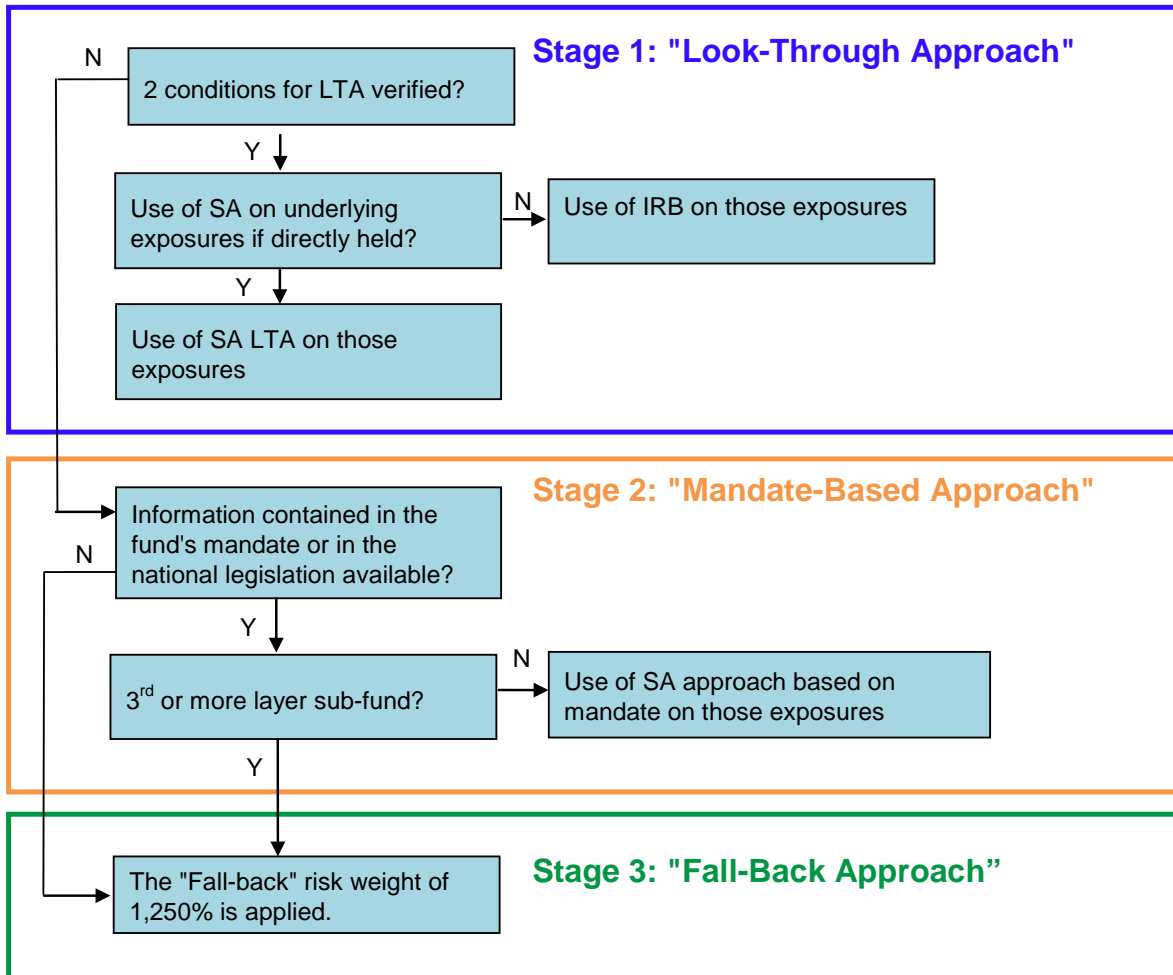 Stage 1: "Look-Through Approach"
N
2 conditions for LTA verified?
Y
Use of SA on underlying
exposures if directly held?
N
Use of IRB on those exposures
Y
Use of SA LTA on those
exposures
Stage 2: "Mandate-Based Approach"
Information contained in the
fund's mandate or in the
national legislation available?
N
Y
3rd or more layer sub-fund?
N
Use of SA approach based on
mandate on those exposures
Y
Stage 3: "Fall-Back Approach”
The "Fall-back" risk weight of
1,250% is applied.